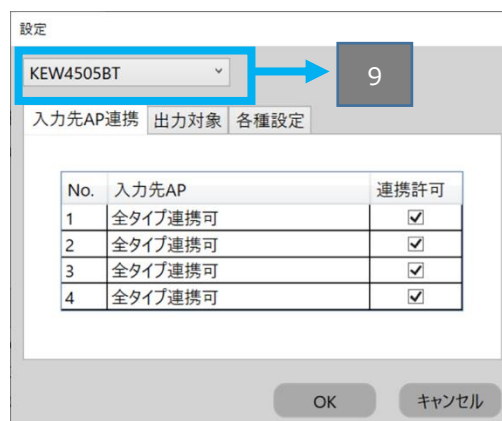 設定
KEW4505BT
9
入力先AP連携 出力対象 各種設定
No. 入力先AP 連携許可
1 全タイプ連携可
2 全タイプ連携可
3 全タイプ連携可
4 全タイプ連携可
OK キャンセル